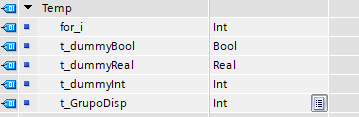 Temp
for_i Int
t_dummyBool Bool
t_dummyReal Real
t_dummyInt Int
t_GrupoDisp Int